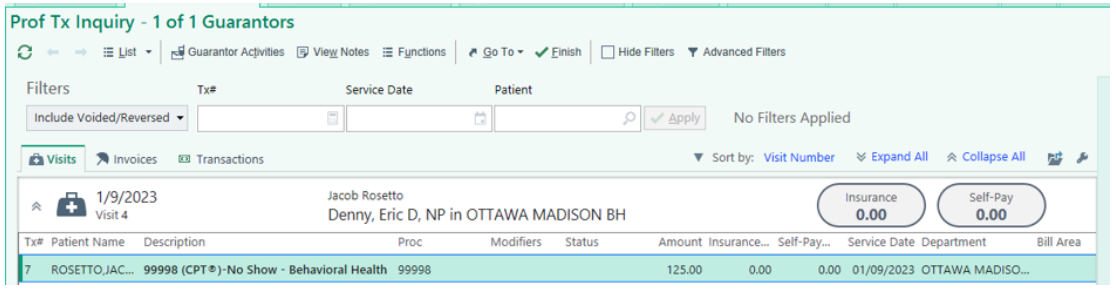 Prof Tx Inquiry - 1 of 1 Guarantors
List Guarantor Activities View Notes Functions Go To Finish Hide Filters Advanced Filters
Filters Tx# Service Date Patient
Include Voided/Reversed Apply No Filters Applied
Visits Invoices Transactions Sort by: Visit Number Expand All Collapse All
1/9/2023 Jacob Rosetto Insurance Self-Pay
Visit 4 Denny, Eric D, NP in OTTAWA MADISON BH 0.00 0.00
Tx# Patient Name Description Proc Modifiers Status Amount Insurance... Self-Pay... Service Date Department Bill Area
7 ROSETTO,JAC... 99998 (CPT®)-No Show - Behavioral Health 99998 125.00 0.00 0.00 01/09/2023 OTTAWA MADISO...